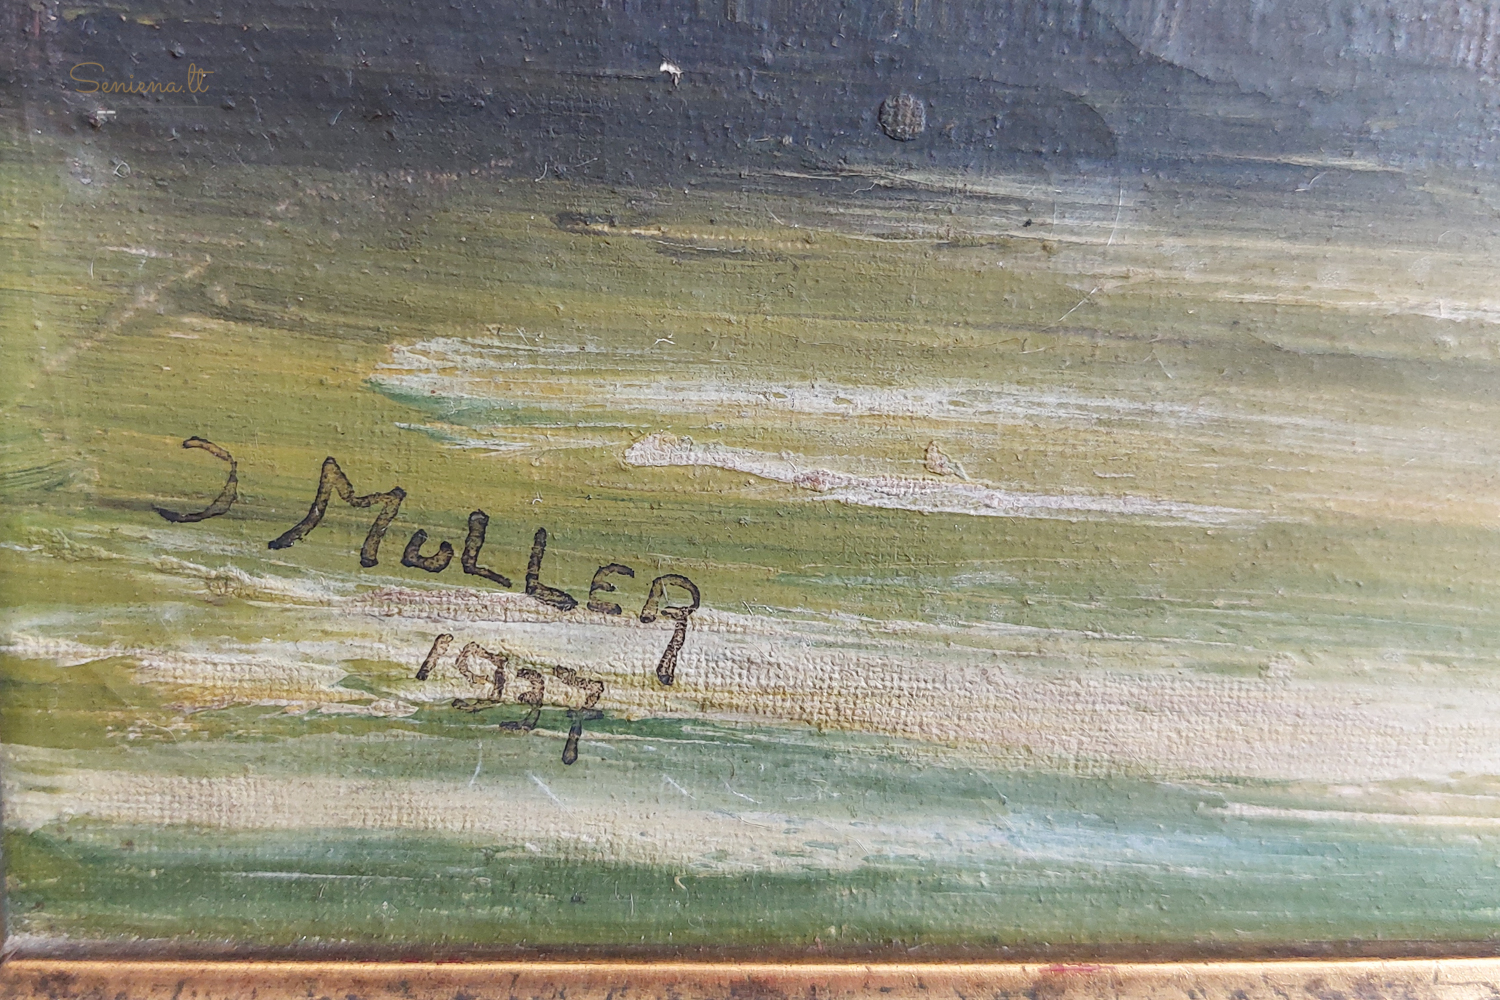 Seniena.lt
J MULLER
1937